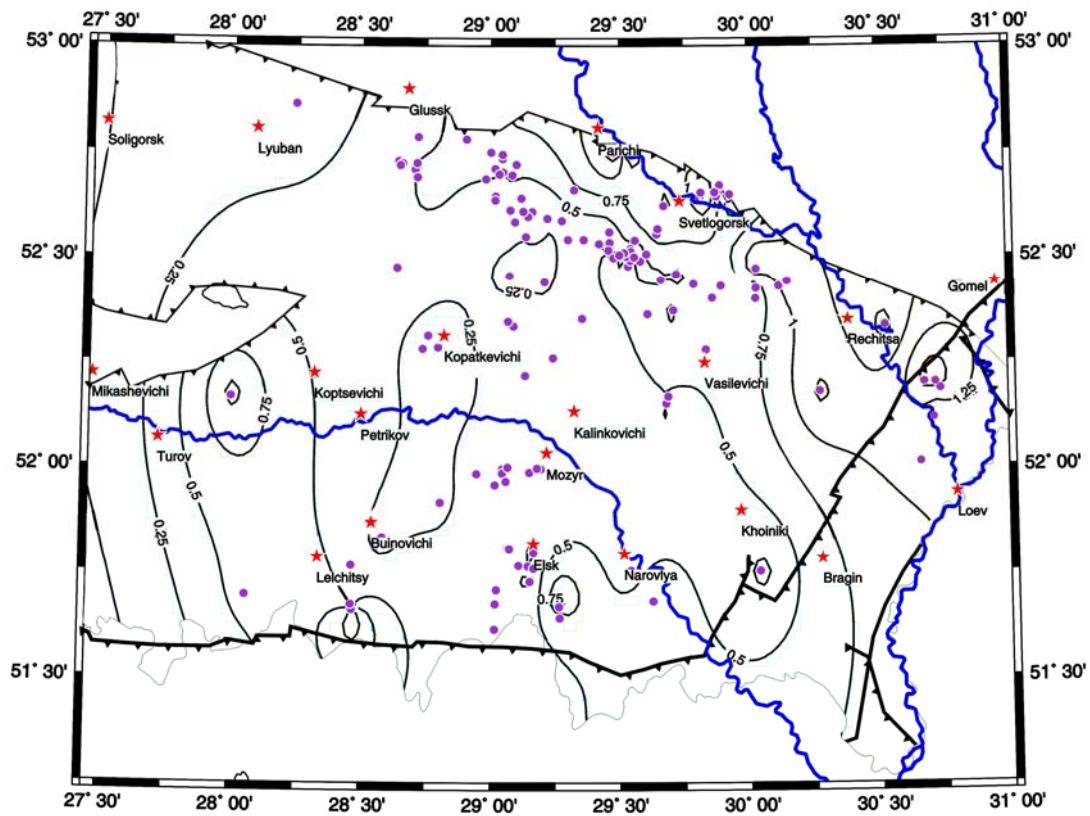 27° 30' 28° 00' 28° 30' 29° 00' 29° 30' 30° 00' 30° 30' 31° 00'
53° 00' 53° 00'
Glussk
Soligorsk
Lyuban
Parichi
0.75
0.5
Svetlogorsk
52° 30' 52° 30'
0.25
0.25
Gomel
1
0.25
0.5
Kopatkevichi
Rechitsa
0.75
Mikashevichi
Koptsevichi
Vasilevichi
0.75
1.25
Petrikov
Kalinkovichi
Turov
0.5
0.5
52° 00' 52° 00'
Mozyr
Loev
0.25
Buinovichi
Khoiniki
Lelchitsy
Elsk
0.5
Narovlya
Bragin
0.75
0.5
51° 30' 51° 30'
27° 30' 28° 00' 28° 30' 29° 00' 29° 30' 30° 00' 30° 30' 31° 00'